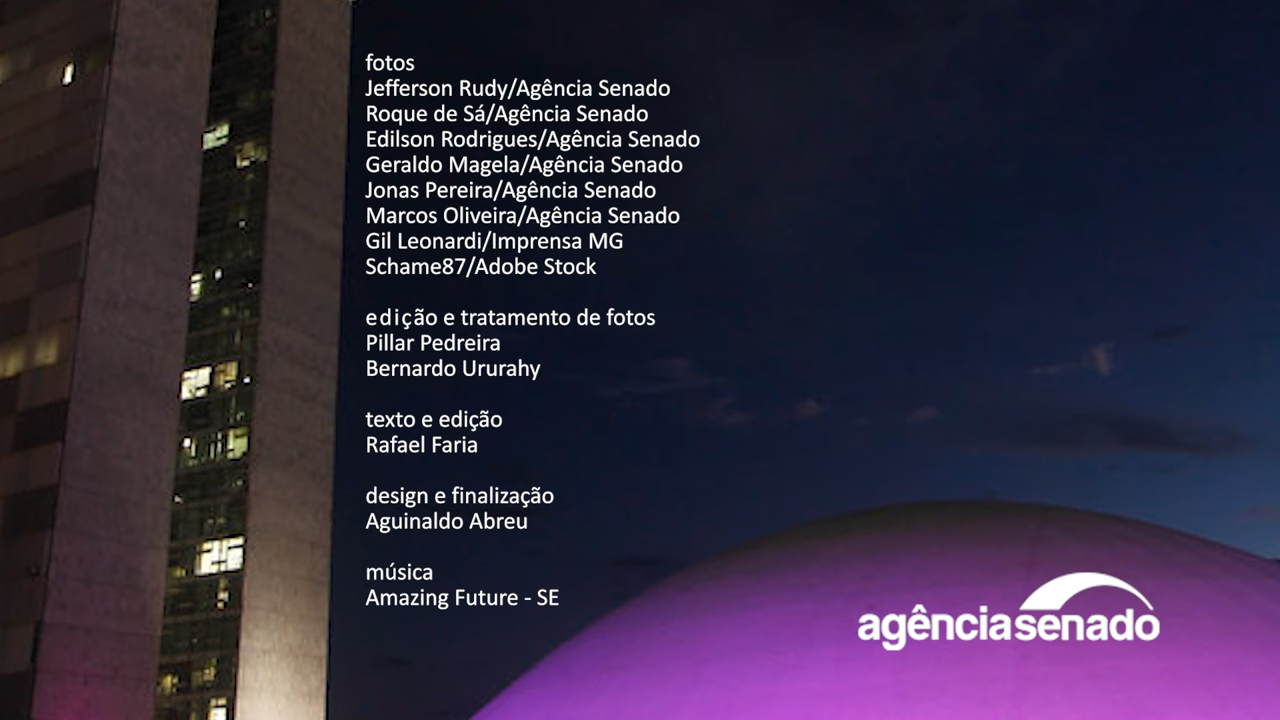 fotos
Jefferson Rudy/Agência Senado
Roque de Sá/Agência Senado
Edilson Rodrigues/Agência Senado
Geraldo Magela/Agência Senado
Jonas Pereira/Agência Senado
Marcos Oliveira/Agência Senado
Gil Leonardi/Imprensa MG
Schame87/Adobe Stock
edição e tratamento de fotos
Pillar Pedreira
Bernardo Ururahy
texto e edição
Rafael Faria
design e finalização
Aguinaldo Abreu
música
Amazing Future - SE
agênciasenado